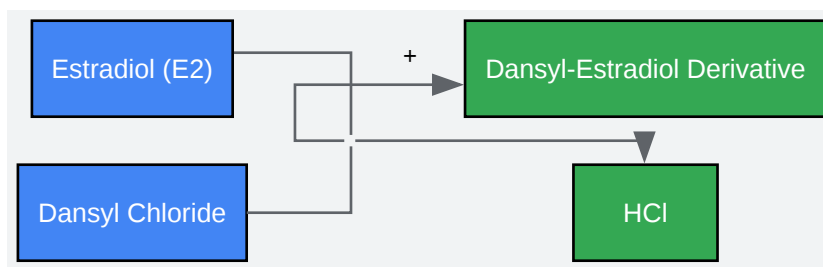 Estradiol (E2)
+
Dansyl-Estradiol Derivative
Dansyl Chloride
HCl